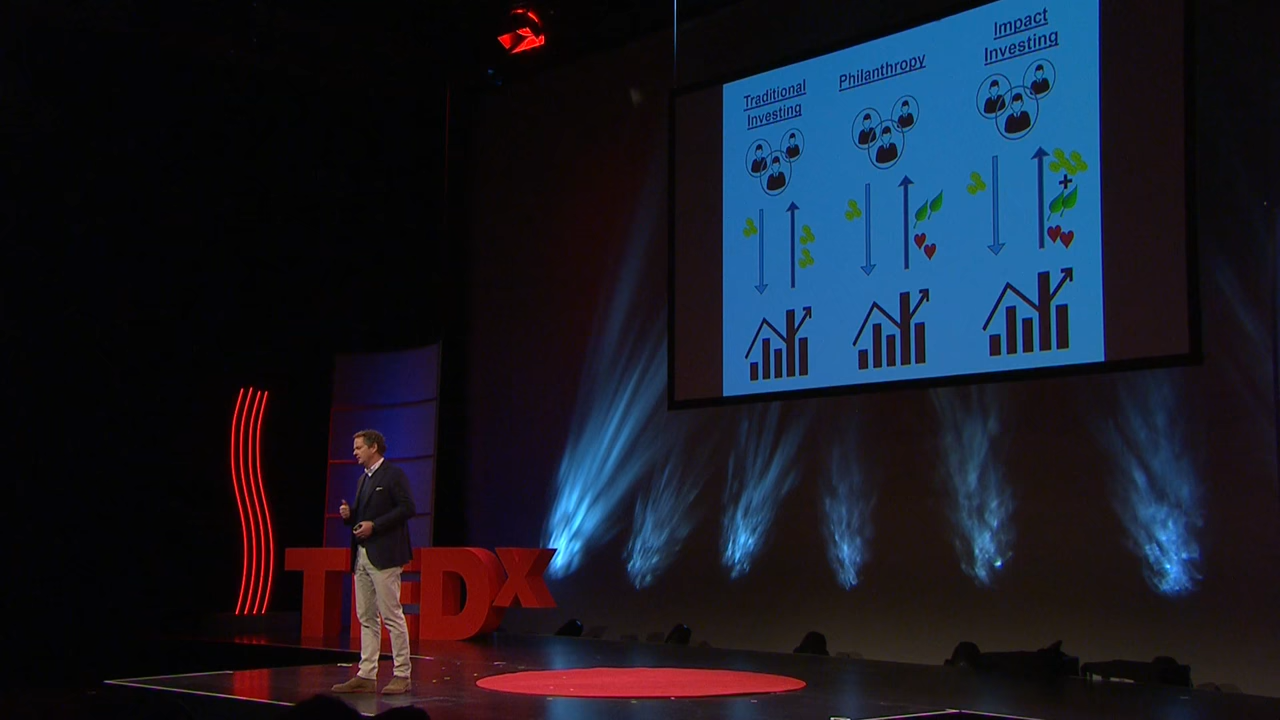 Traditional
Investing
Philanthropy
Impact
Investing
+
TEDx